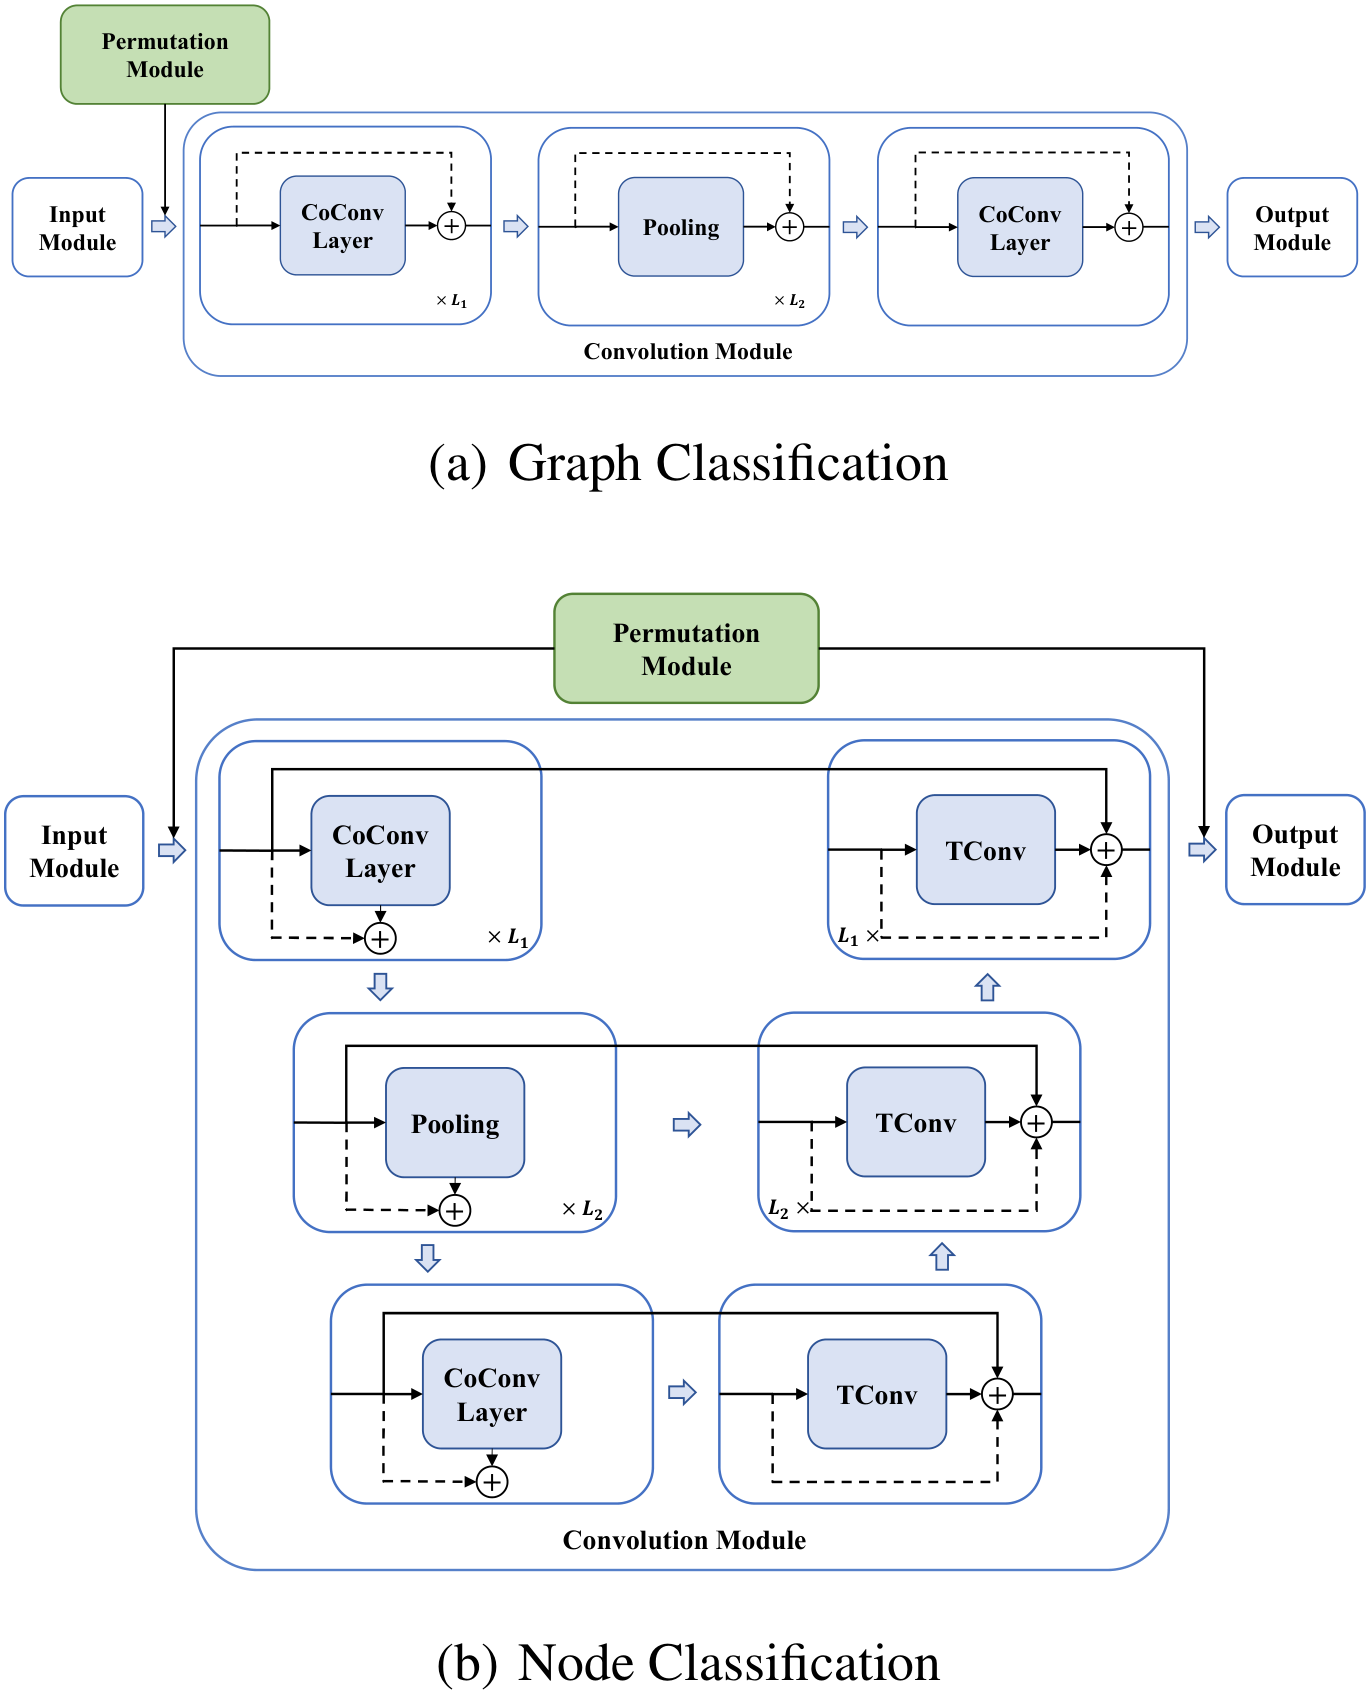 Permutation
Module
Input
Module
CoConv
Layer
× L₁
Pooling
× L₂
CoConv
Layer
Output
Module
Convolution Module
(a) Graph Classification
Permutation
Module
Input
Module
CoConv
Layer
× L₁
TConv
L₁ ×
Output
Module
Pooling
× L₂
TConv
L₂ ×
CoConv
Layer
TConv
Convolution Module
(b) Node Classification